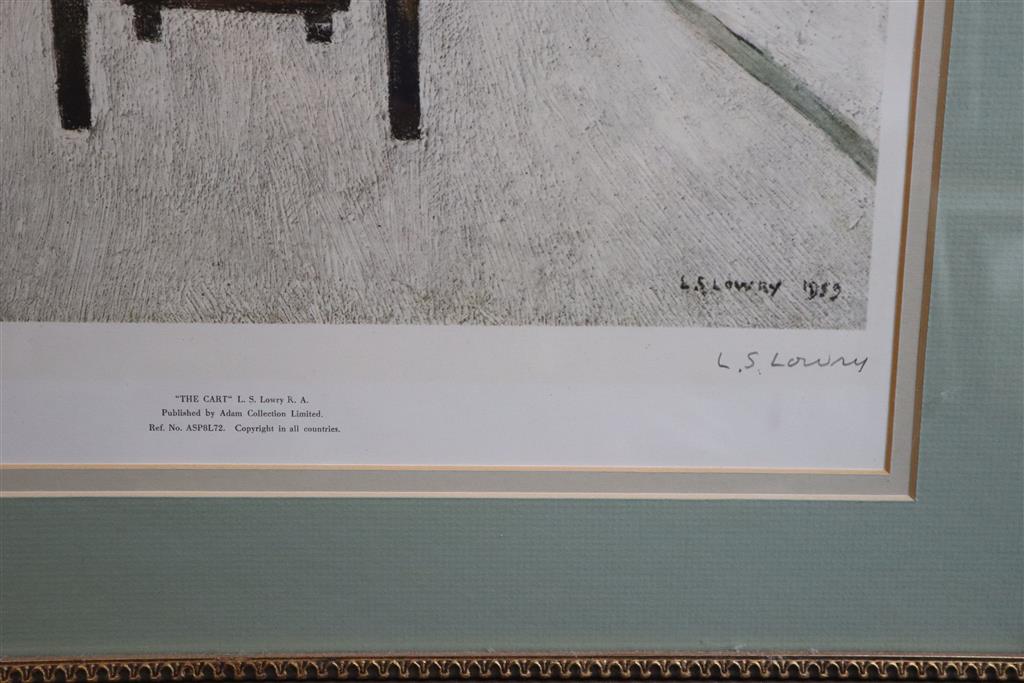 L.S. LOWRY 1959
L.S. Lowry
"THE CART" L. S. Lowry R. A.
Published by Adam Collection Limited.
Ref. No. ASP8L72. Copyright in all countries.